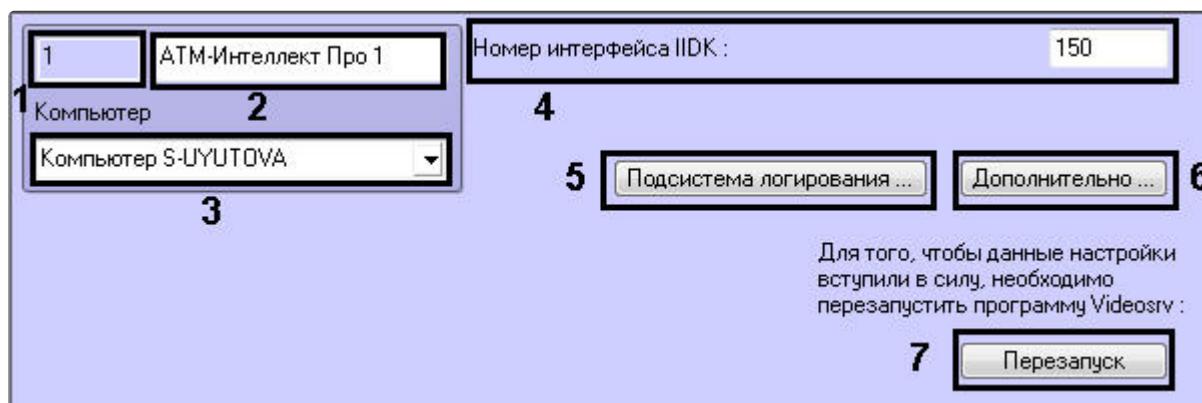 1
АТМ-Интеллект Про 1
Номер интерфейса IIDK :
150
1
Компьютер
2
4
Компьютер S-UYUTOVA
3
5
Подсистема логирования ...
Дополнительно ...
6
Для того, чтобы данные настройки
вступили в силу, необходимо
перезапустить программу Videosrv :
7
Перезапуск